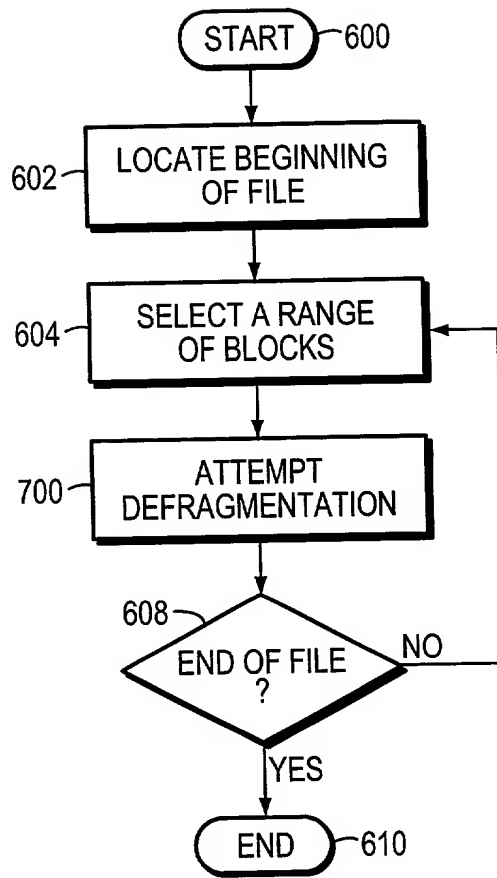 START
600
602
LOCATE BEGINNING
OF FILE
604
SELECT A RANGE
OF BLOCKS
700
ATTEMPT
DEFRAGMENTATION
608
END OF FILE
?
NO
YES
END
610